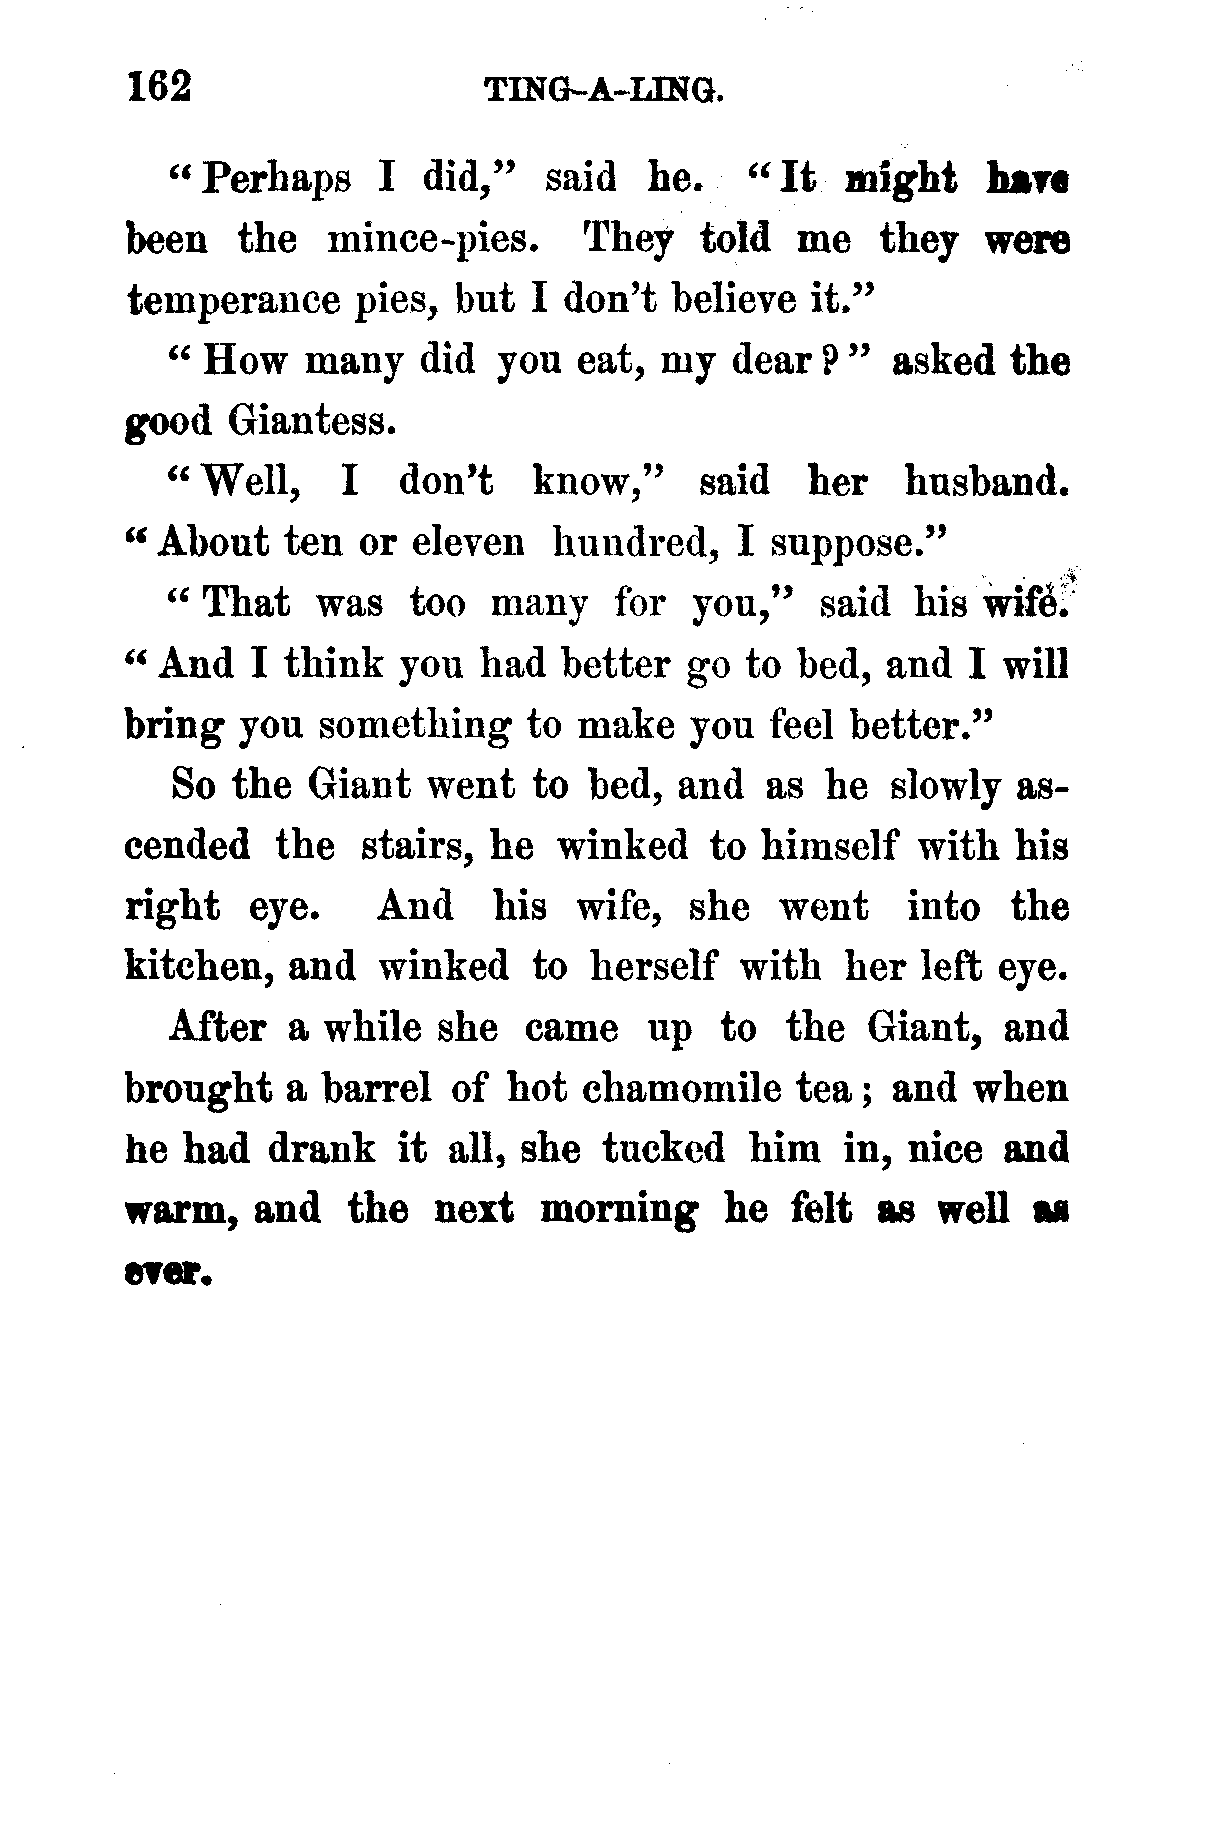 162 TING-A-LING.
"Perhaps I did," said he. "It might have
been the mince-pies. They told me they were
temperance pies, but I don't believe it."
"How many did you eat, my dear?" asked the
good Giantess.
"Well, I don't know," said her husband.
"About ten or eleven hundred, I suppose."
"That was too many for you," said his wife.
"And I think you had better go to bed, and I will
bring you something to make you feel better."
So the Giant went to bed, and as he slowly as-
cended the stairs, he winked to himself with his
right eye. And his wife, she went into the
kitchen, and winked to herself with her left eye.
After a while she came up to the Giant, and
brought a barrel of hot chamomile tea; and when
he had drank it all, she tucked him in, nice and
warm, and the next morning he felt as well as
ever.